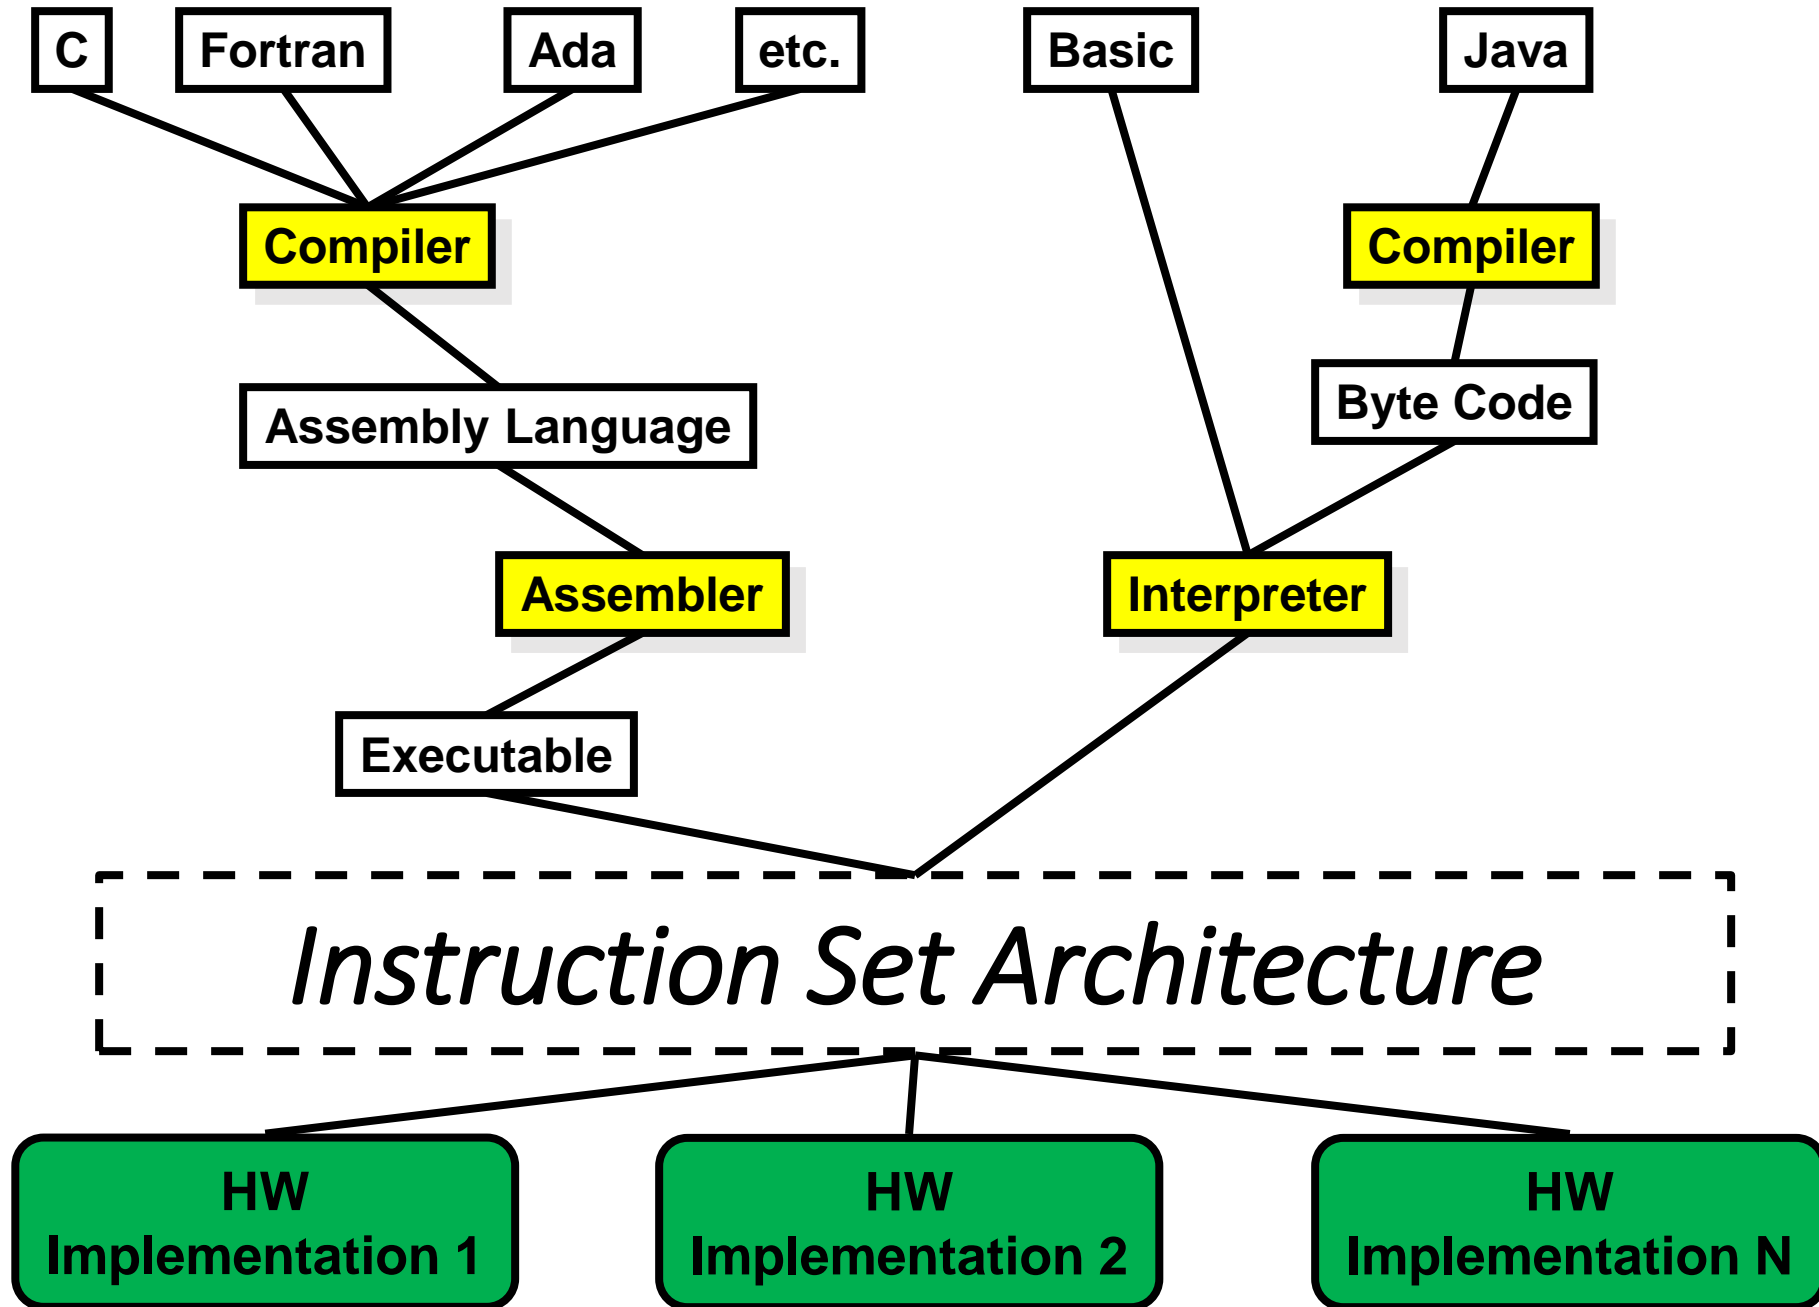 C
Fortran
Ada
etc.
Basic
Java
Compiler
Compiler
Assembly Language
Byte Code
Assembler
Interpreter
Executable
Instruction Set Architecture
HW
Implementation 1
HW
Implementation 2
HW
Implementation N